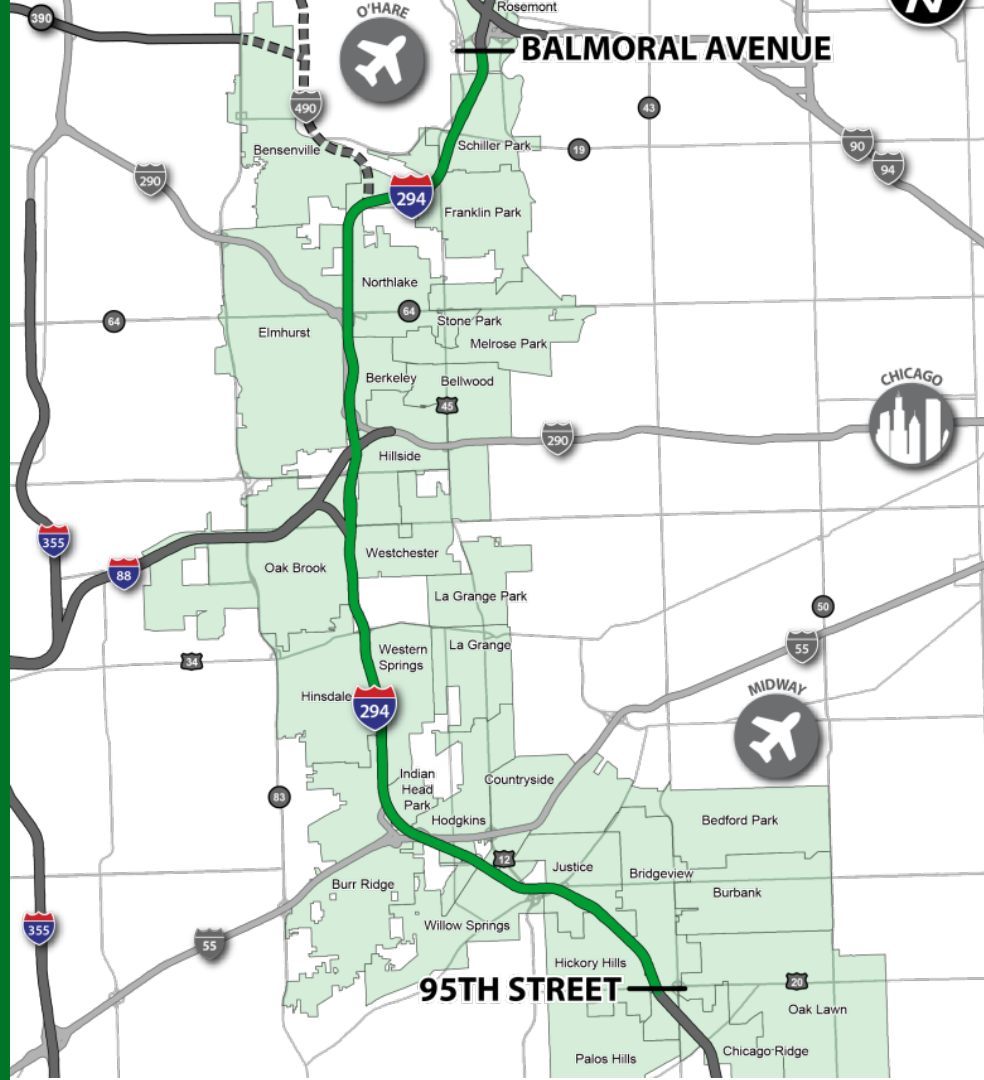 Rosemont
O'HARE
390
BALMORAL AVENUE
N
490
43
Bensenville
Schiller Park
19
90
94
290
294
Franklin Park
Northlake
64
64
Stone Park
Elmhurst
Melrose Park
Berkeley
Bellwood
CHICAGO
45
290
Hillside
355
Westchester
88
Oak Brook
La Grange Park
50
La Grange
55
34
Western
Springs
Hinsdale
294
MIDWAY
Indian
Head
Park
Countryside
83
Hodgkins
Bedford Park
12
Justice
Bridgeview
Burr Ridge
Burbank
Willow Springs
355
55
Hickory Hills
95TH STREET
20
Oak Lawn
Chicago Ridge
Palos Hills